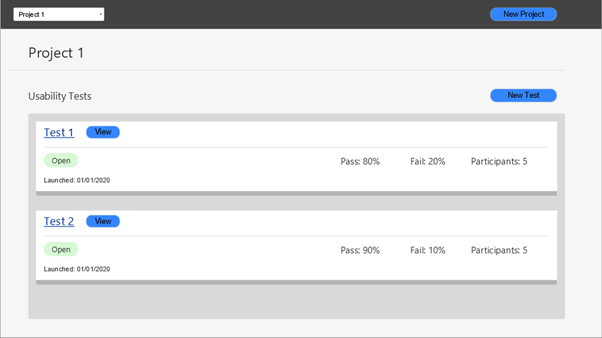 Project 1 New Project
Project 1
Usability Tests New Test
Test 1 View
Open Pass: 80% Fail: 20% Participants: 5
Launched: 01/01/2020
Test 2 View
Open Pass: 90% Fail: 10% Participants: 5
Launched: 01/01/2020